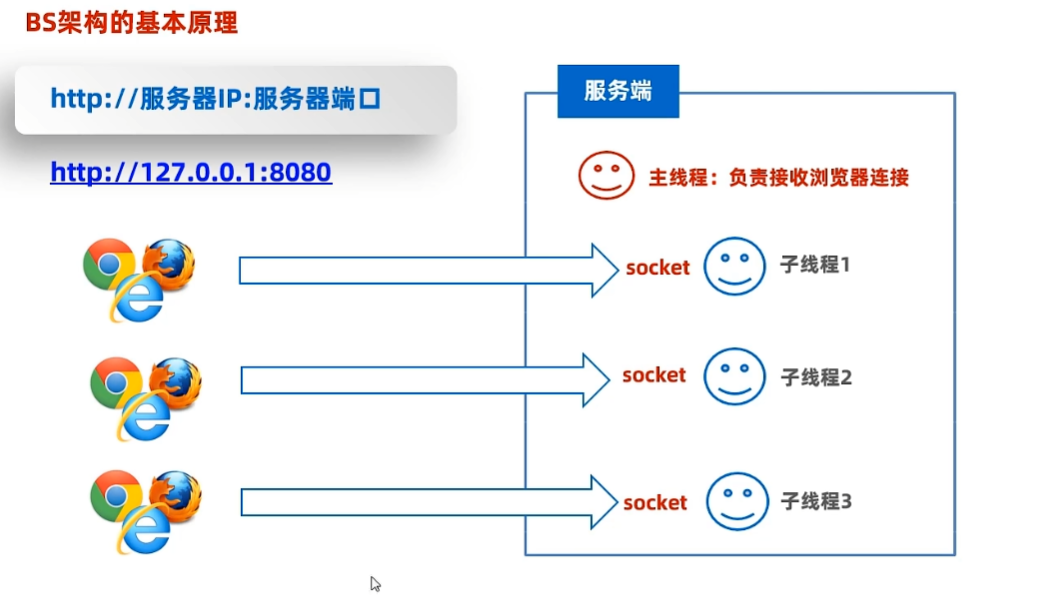 BS架构的基本原理
http://服务器IP:服务器端口
服务端
http://127.0.0.1:8080
主线程：负责接收浏览器连接
socket 子线程1
socket 子线程2
socket 子线程3